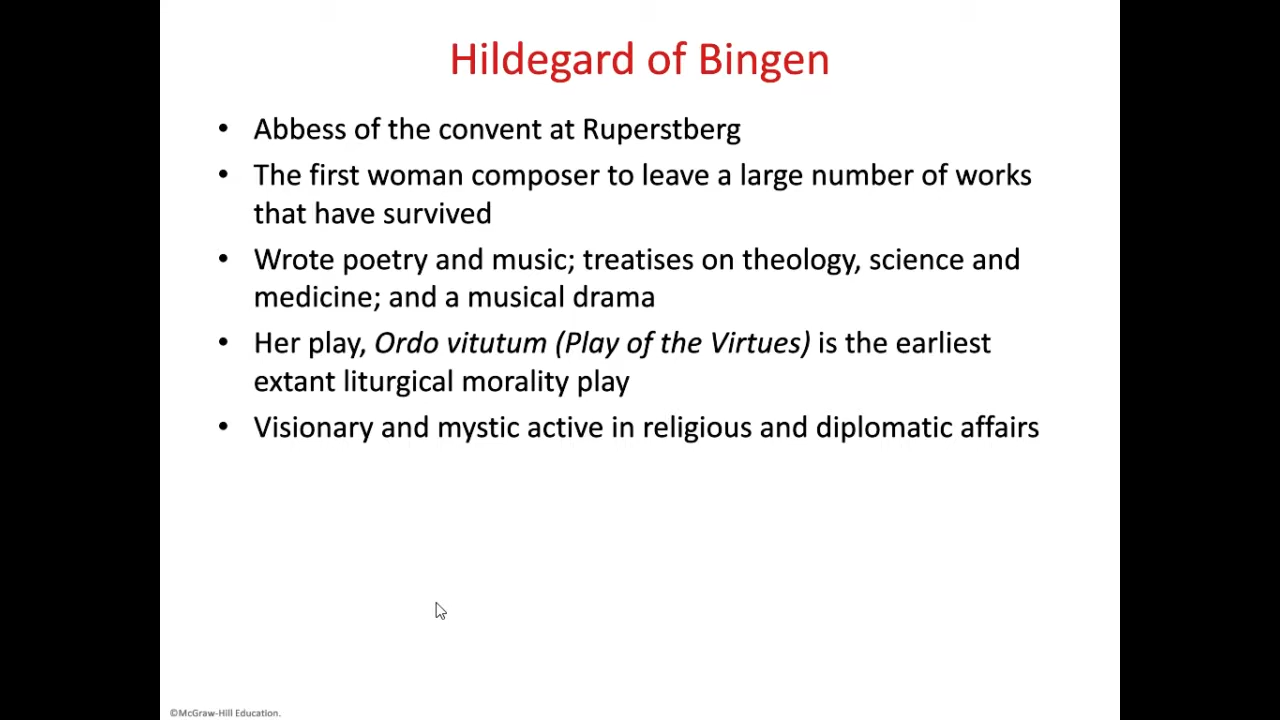 Hildegard of Bingen
• Abbess of the convent at Ruperstberg
• The first woman composer to leave a large number of works
that have survived
• Wrote poetry and music; treatises on theology, science and
medicine; and a musical drama
• Her play, Ordo vitutum (Play of the Virtues) is the earliest
extant liturgical morality play
• Visionary and mystic active in religious and diplomatic affairs
©McGraw-Hill Education.